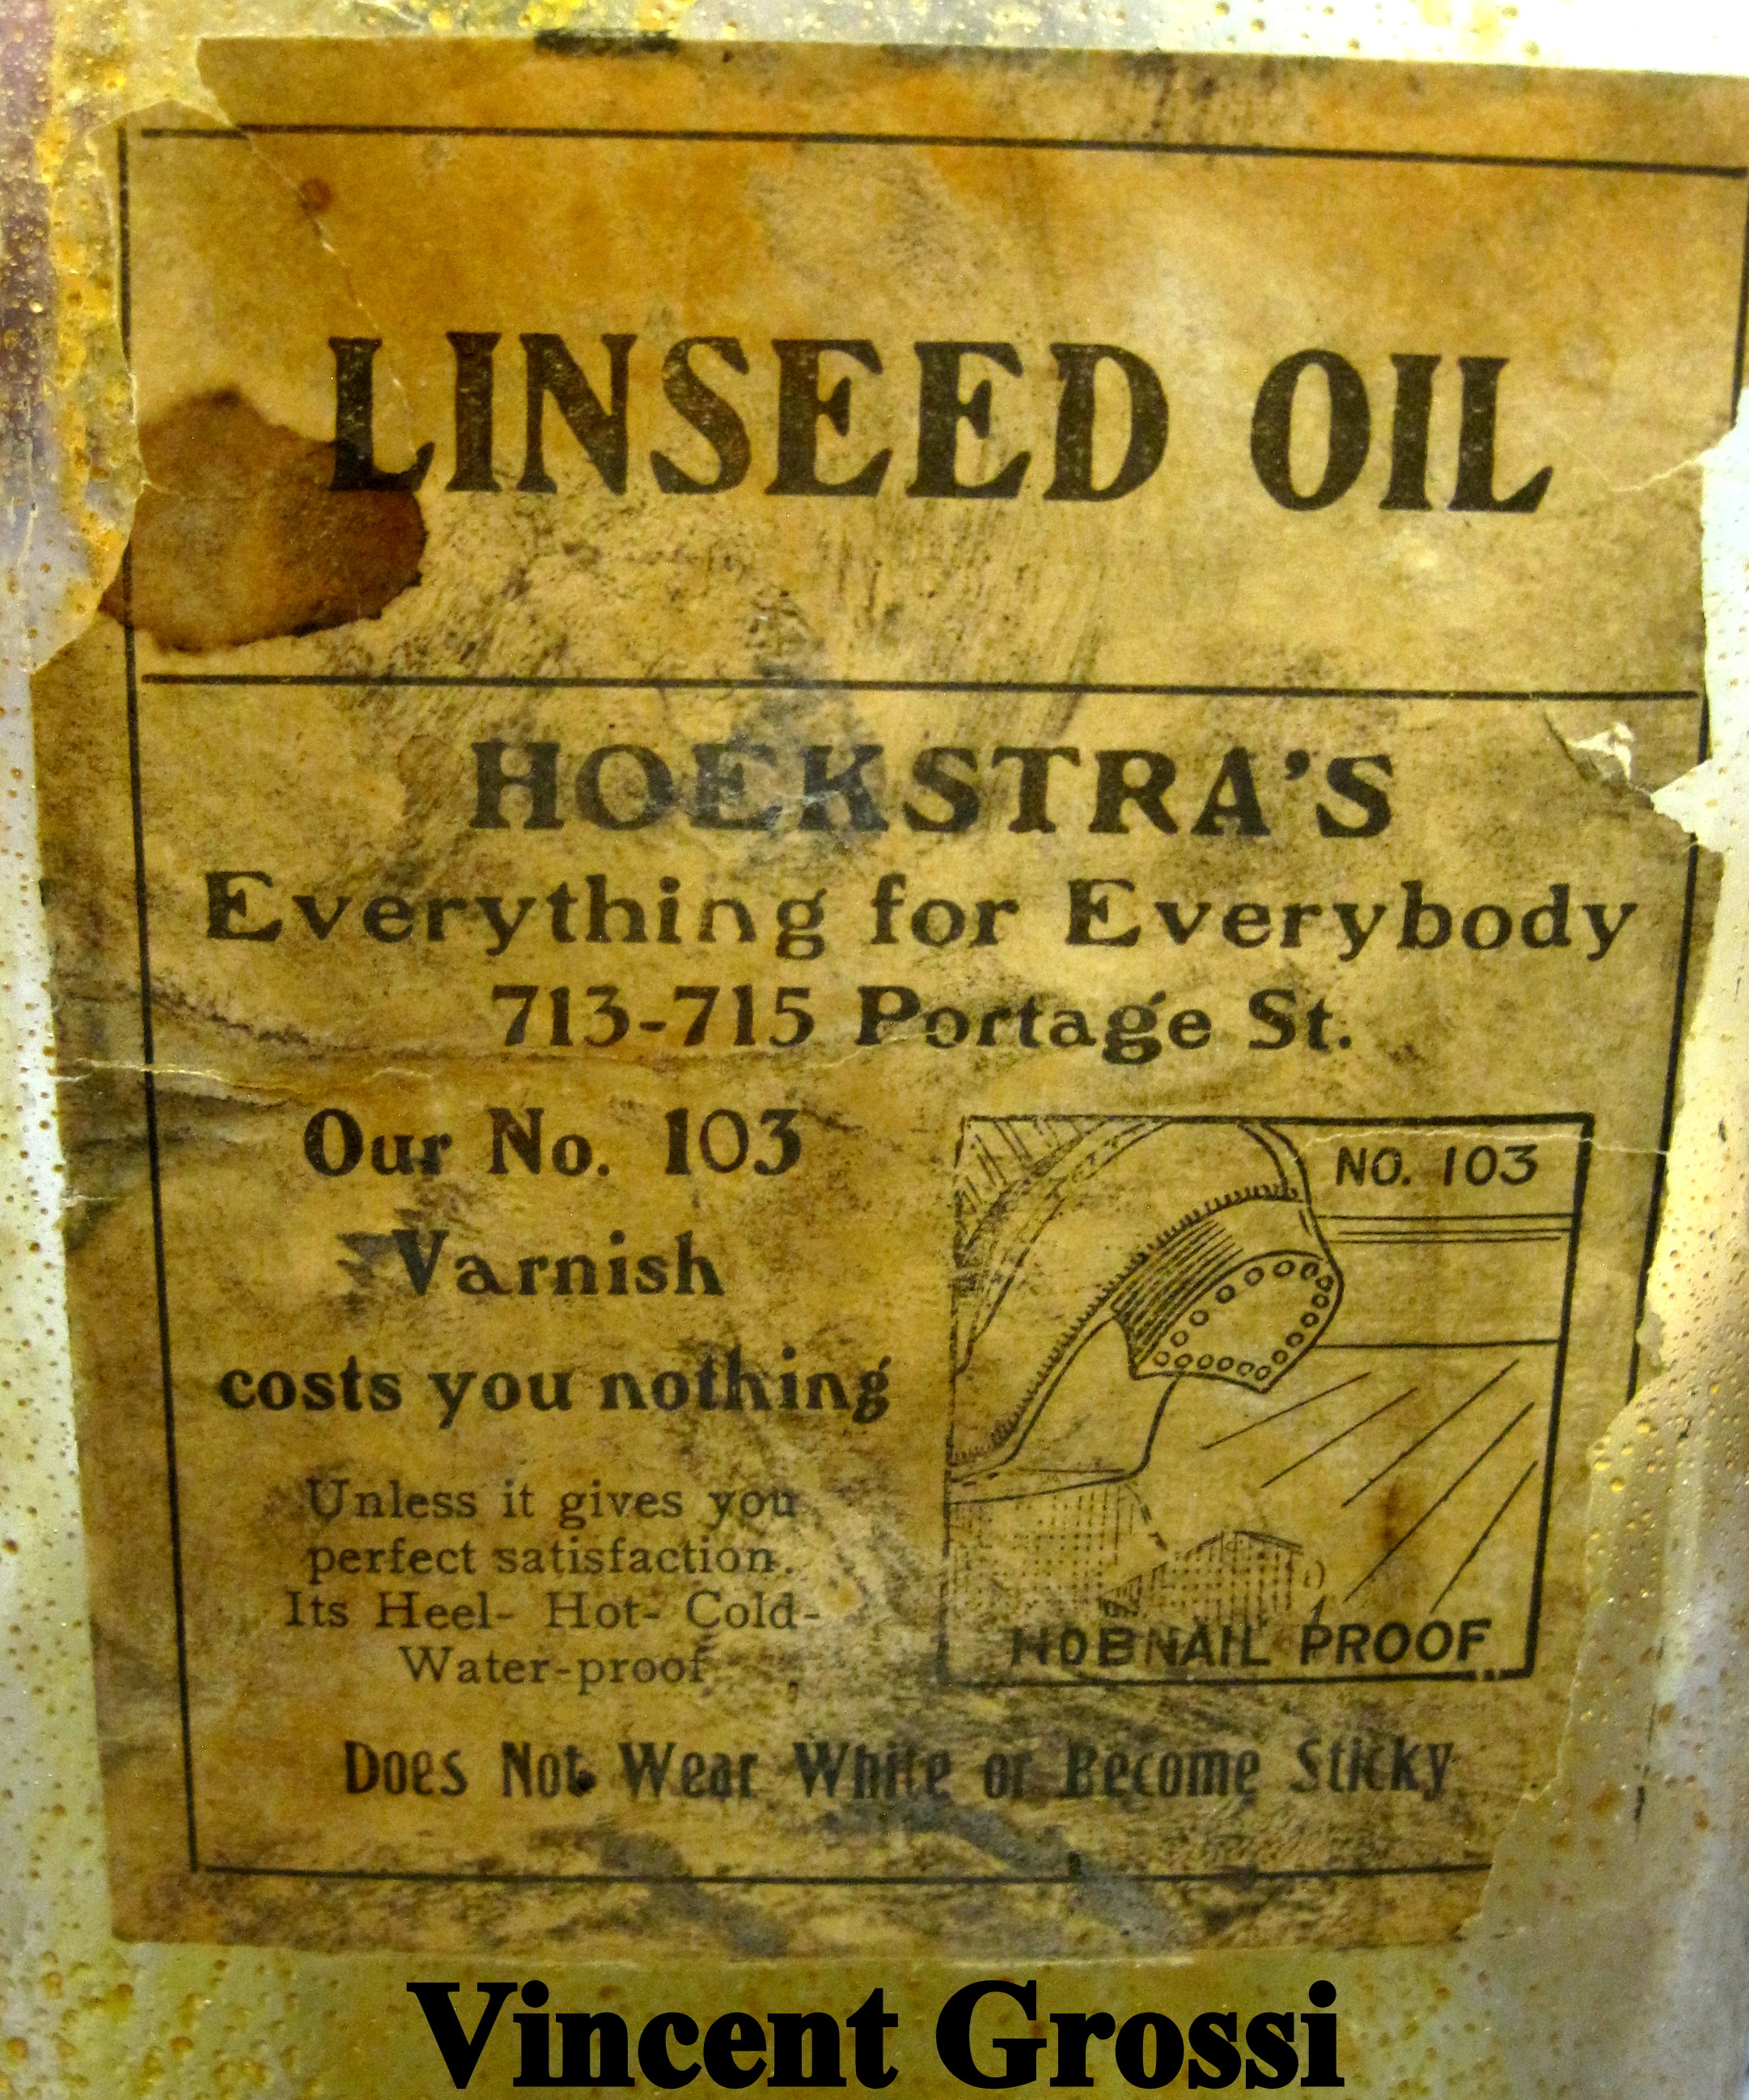 LINSEED OIL
HOEKSTRA'S
Everything for Everybody
713-715 Portage St.
Our No. 103
Varnish
costs you nothing
Unless it gives you
perfect satisfaction.
Its Heel- Hot- Cold-
Water-proof
NO. 103
HOBNAIL PROOF
Does Not Wear White or Become Sticky
Vincent Grossi